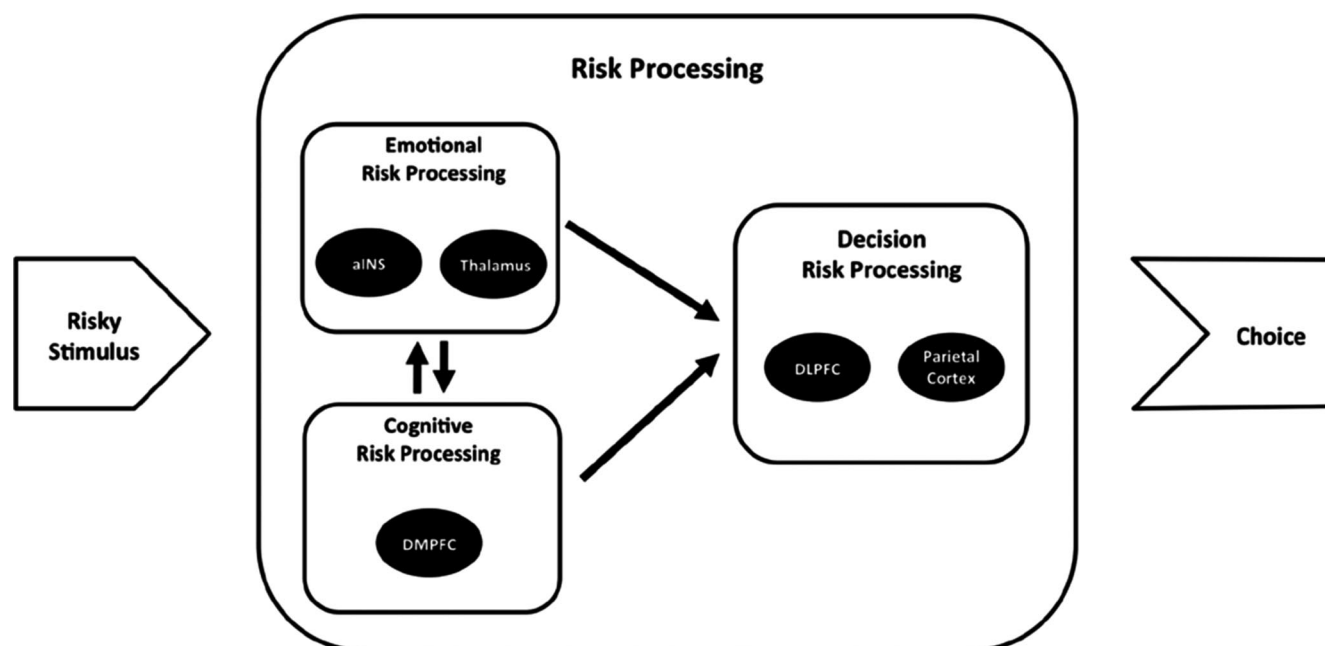 Risk Processing
Emotional
Risk Processing
aINS
Thalamus
Cognitive
Risk Processing
DMPFC
Risky
Stimulus
Decision
Risk Processing
DLPFC
Parietal
Cortex
Choice